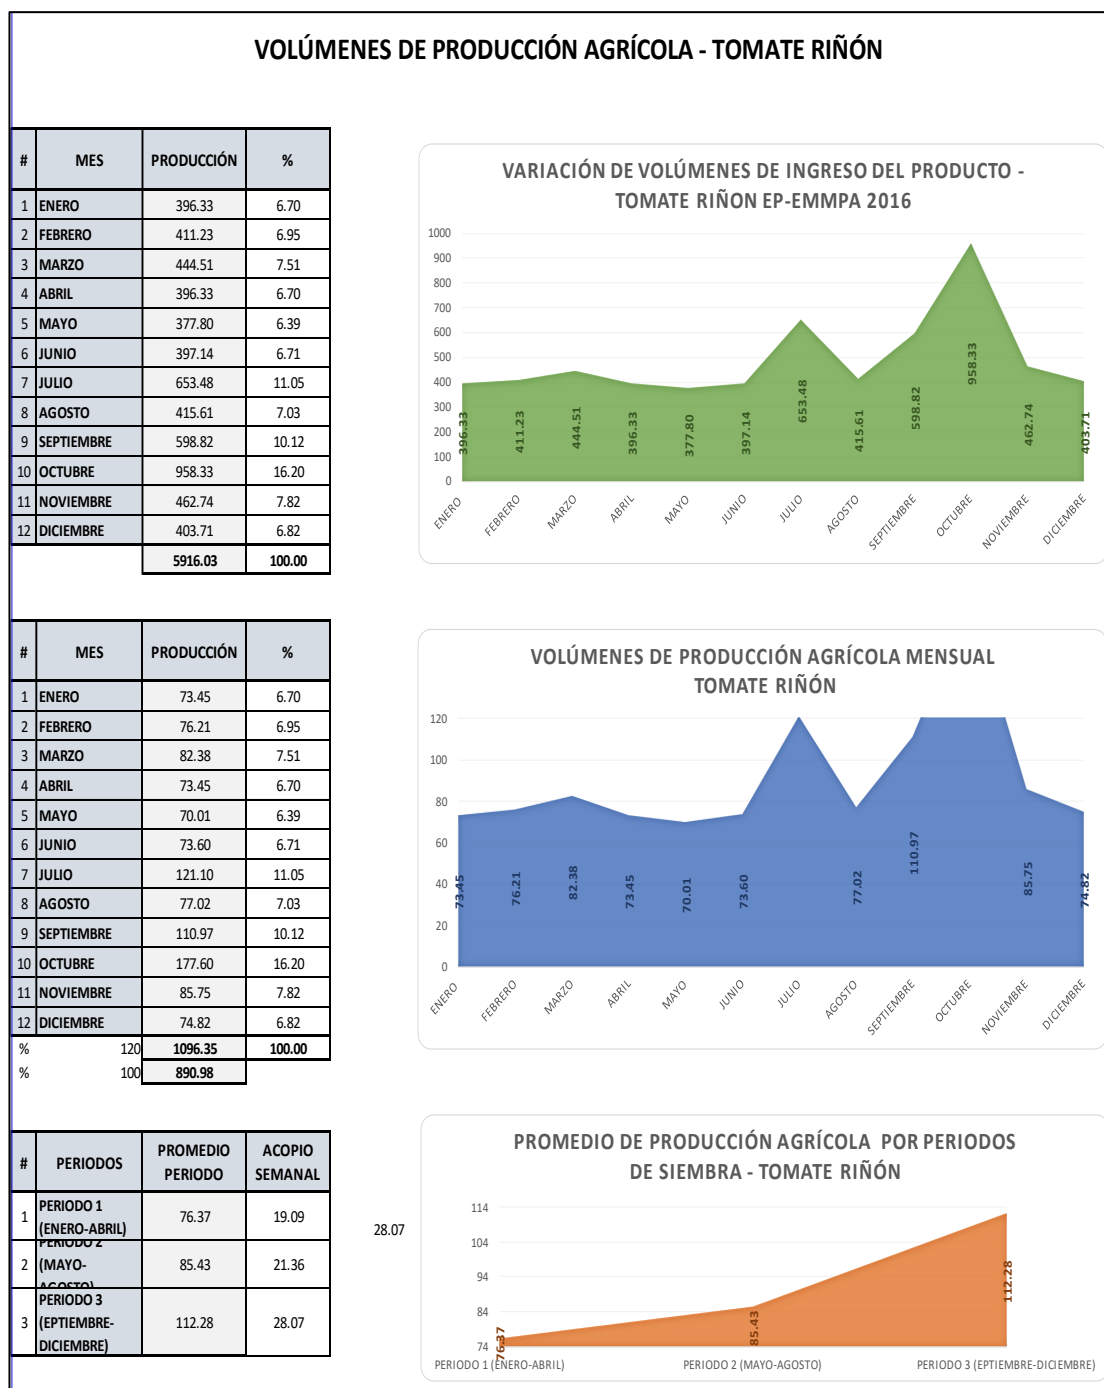 VOLÚMENES DE PRODUCCIÓN AGRÍCOLA - TOMATE RIÑÓN
# MES PRODUCCIÓN %
1 ENERO 396.33 6.70
2 FEBRERO 411.23 6.95
3 MARZO 444.51 7.51
4 ABRIL 396.33 6.70
5 MAYO 377.80 6.39
6 JUNIO 397.14 6.71
7 JULIO 653.48 11.05
8 AGOSTO 415.61 7.03
9 SEPTIEMBRE 598.82 10.12
10 OCTUBRE 958.33 16.20
11 NOVIEMBRE 462.74 7.82
12 DICIEMBRE 403.71 6.82
5916.03 100.00
VARIACIÓN DE VOLÚMENES DE INGRESO DEL PRODUCTO -
TOMATE RIÑON EP-EMMPA 2016
1000
900
800
700
600
500
400
300
200
100
0
396.33
411.23
444.51
396.33
377.80
397.14
653.48
415.61
598.82
958.33
462.74
403.71
ENERO
FEBRERO
MARZO
ABRIL
MAYO
JUNIO
JULIO
AGOSTO
SEPTIEMBRE
OCTUBRE
NOVIEMBRE
DICIEMBRE
# MES PRODUCCIÓN %
1 ENERO 73.45 6.70
2 FEBRERO 76.21 6.95
3 MARZO 82.38 7.51
4 ABRIL 73.45 6.70
5 MAYO 70.01 6.39
6 JUNIO 73.60 6.71
7 JULIO 121.10 11.05
8 AGOSTO 77.02 7.03
9 SEPTIEMBRE 110.97 10.12
10 OCTUBRE 177.60 16.20
11 NOVIEMBRE 85.75 7.82
12 DICIEMBRE 74.82 6.82
% 120 1096.35 100.00
% 100 890.98
VOLÚMENES DE PRODUCCIÓN AGRÍCOLA MENSUAL
TOMATE RIÑÓN
120
100
80
60
40
20
0
73.45
76.21
82.38
73.45
70.01
73.60
77.02
110.97
85.75
74.82
ENERO
FEBRERO
MARZO
ABRIL
MAYO
JUNIO
JULIO
AGOSTO
SEPTIEMBRE
OCTUBRE
NOVIEMBRE
DICIEMBRE
# PERIODOS PROMEDIO PERIODO ACOPIO SEMANAL
1 PERIODO 1 (ENERO-ABRIL) 76.37 19.09
28.07
2 PERIODO 2 (MAYO-AGOSTO) 85.43 21.36
3 PERIODO 3 (EPTIEMBRE-DICIEMBRE) 112.28 28.07
PROMEDIO DE PRODUCCIÓN AGRÍCOLA POR PERIODOS
DE SIEMBRA - TOMATE RIÑÓN
114
104
94
84
74
76.37
85.43
112.28
PERIODO 1 (ENERO-ABRIL)
PERIODO 2 (MAYO-AGOSTO)
PERIODO 3 (EPTIEMBRE-DICIEMBRE)